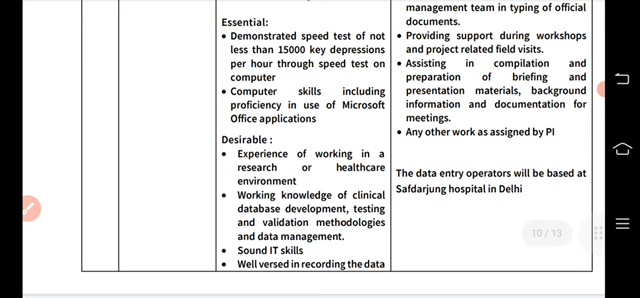 Essential:
• Demonstrated speed test of not
less than 15000 key depressions
per hour through speed test on
computer
• Computer skills including
proficiency in use of Microsoft
Office applications
Desirable :
• Experience of working in a
research or healthcare
environment
• Working knowledge of clinical
database development, testing
and validation methodologies
and data management.
• Sound IT skills
• Well versed in recording the data
management team in typing of official
documents.
• Providing support during workshops
and project related field visits.
• Assisting in compilation and
preparation of briefing and
presentation materials, background
information and documentation for
meetings.
• Any other work as assigned by PI
The data entry operators will be based at
Safdarjung hospital in Delhi
10 / 13